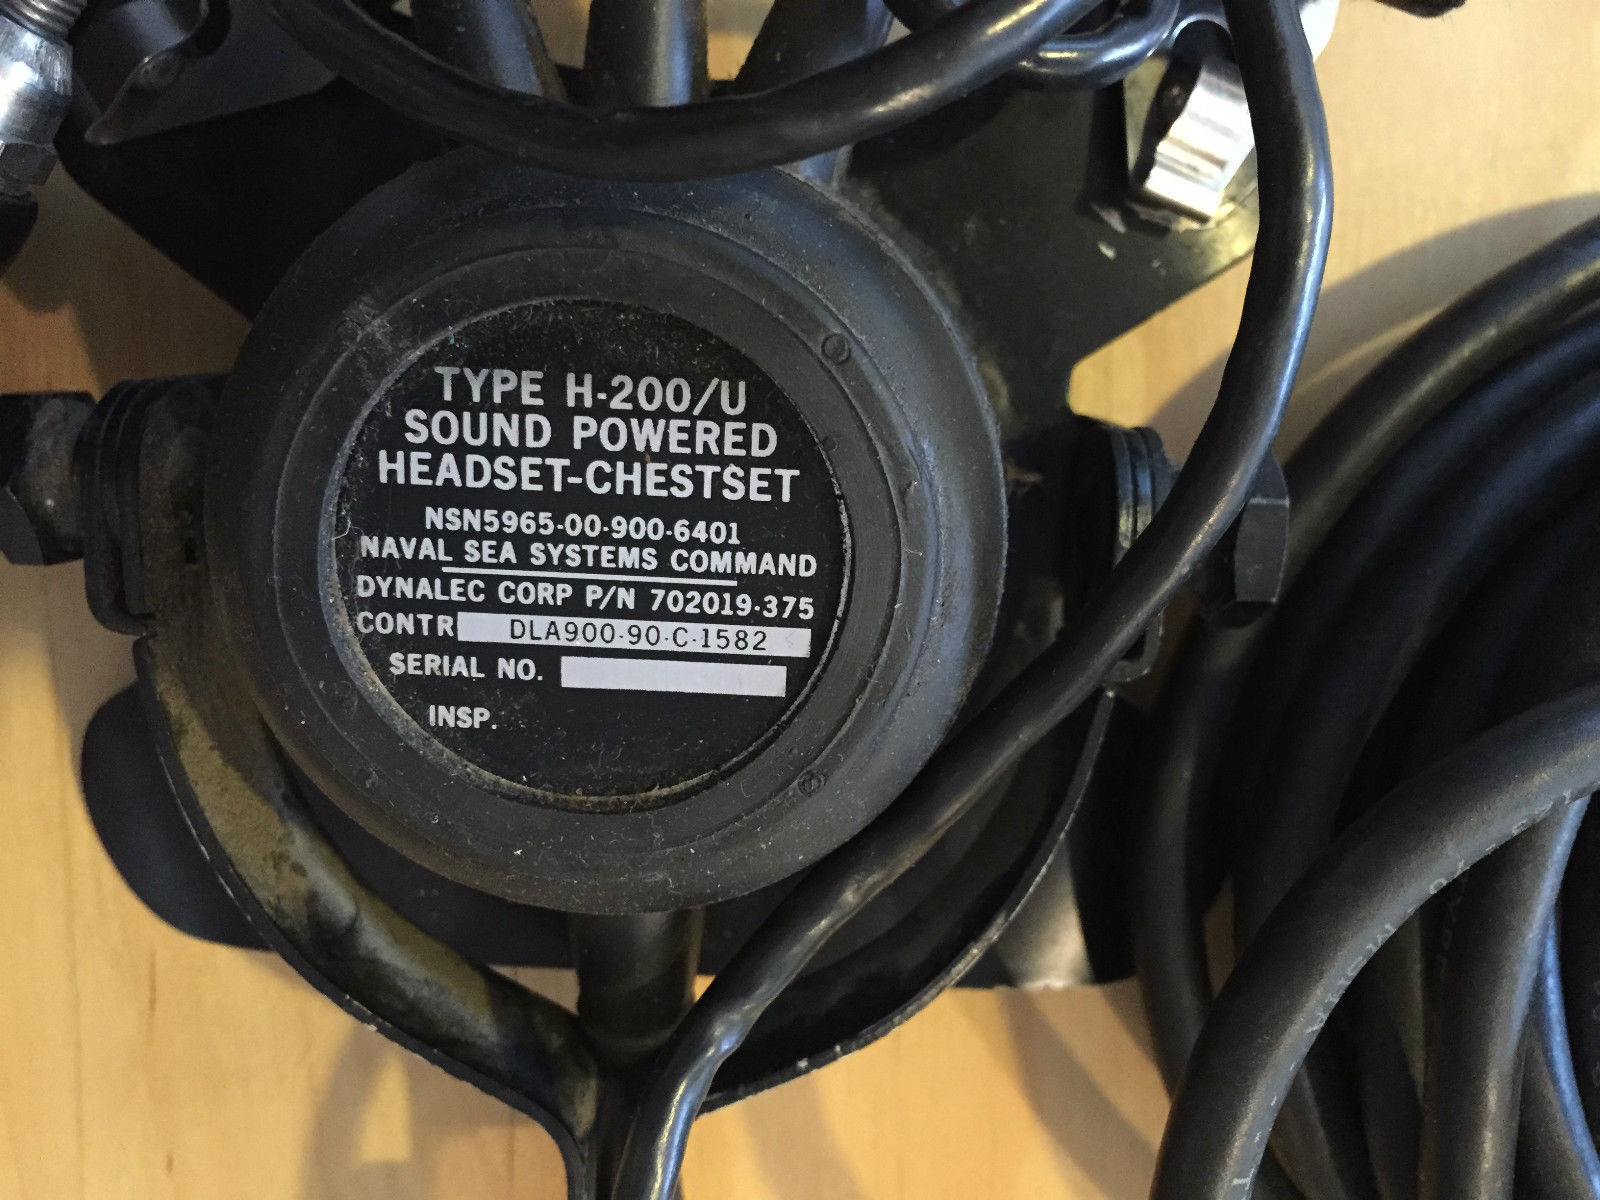 TYPE H-200/U
SOUND POWERED
HEADSET-CHESTSET
NSN5965-00-900-6401
NAVAL SEA SYSTEMS COMMAND
DYNALEC CORP P/N 702019-375
CONTR DLA900-90-C-1582
SERIAL NO.
INSP.